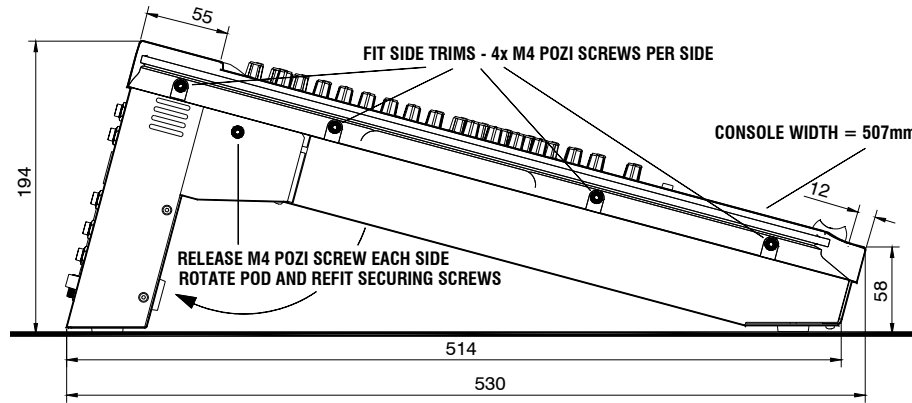 55
FIT SIDE TRIMS - 4x M4 POZI SCREWS PER SIDE
CONSOLE WIDTH = 507mm
194
12
RELEASE M4 POZI SCREW EACH SIDE
ROTATE POD AND REFIT SECURING SCREWS
58
514
530